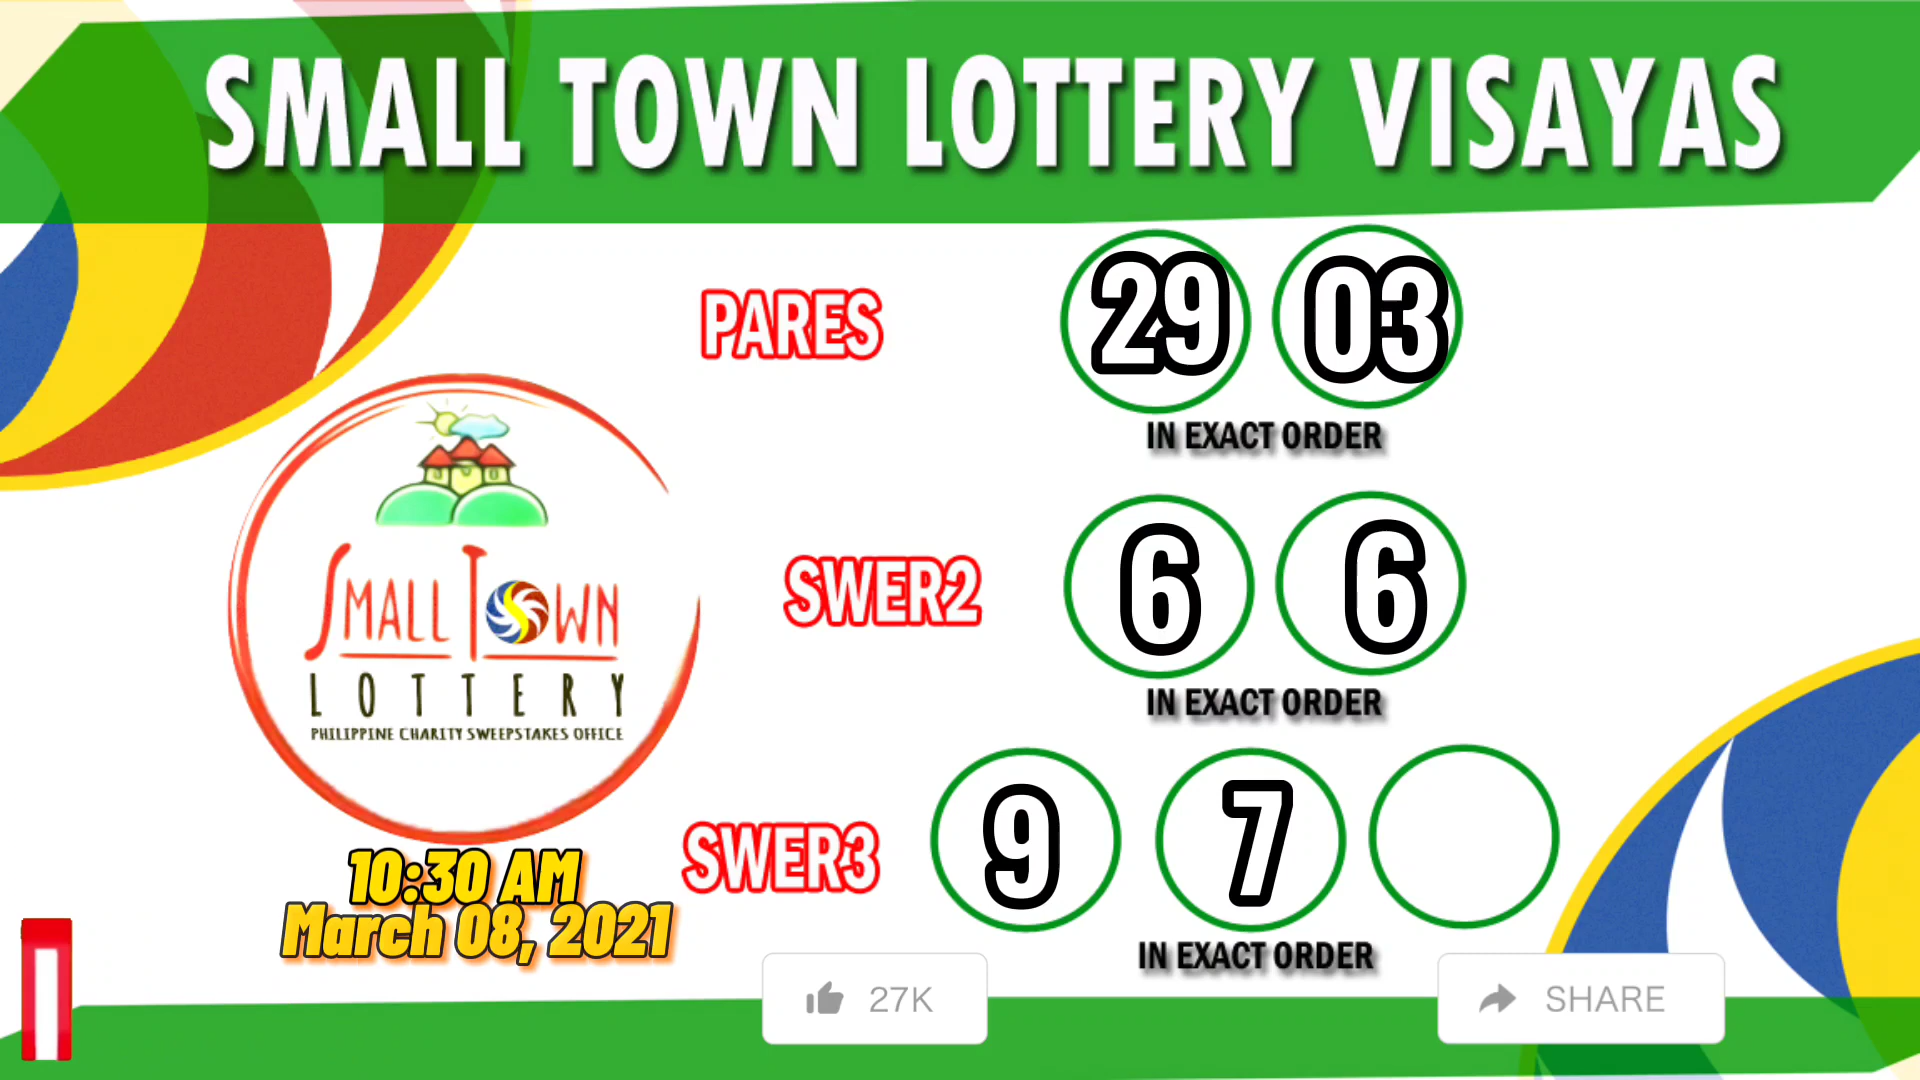 SMALL TOWN LOTTERY VISAYAS
PARES
29 03
IN EXACT ORDER
SWER2
6 6
IN EXACT ORDER
SMALL TOWN
LOTTERY
PHILIPPINE CHARITY SWEEPSTAKES OFFICE
SWER3
9 7
IN EXACT ORDER
10:30 AM
March 08, 2021
27K
SHARE